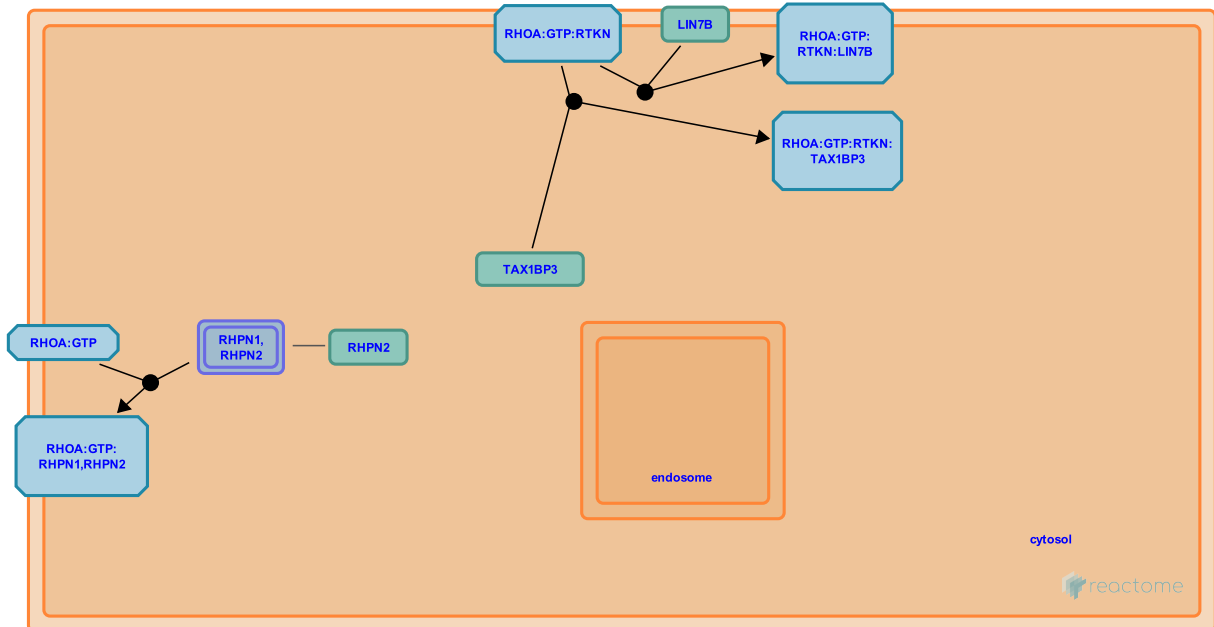 RHOA:GTP:RTKN
LIN7B
RHOA:GTP:
RTKN:LIN7B
RHOA:GTP:RTKN:
TAX1BP3
TAX1BP3
RHOA:GTP
RHPN1,
RHPN2
RHPN2
RHOA:GTP:
RHPN1,RHPN2
endosome
cytosol
reactome